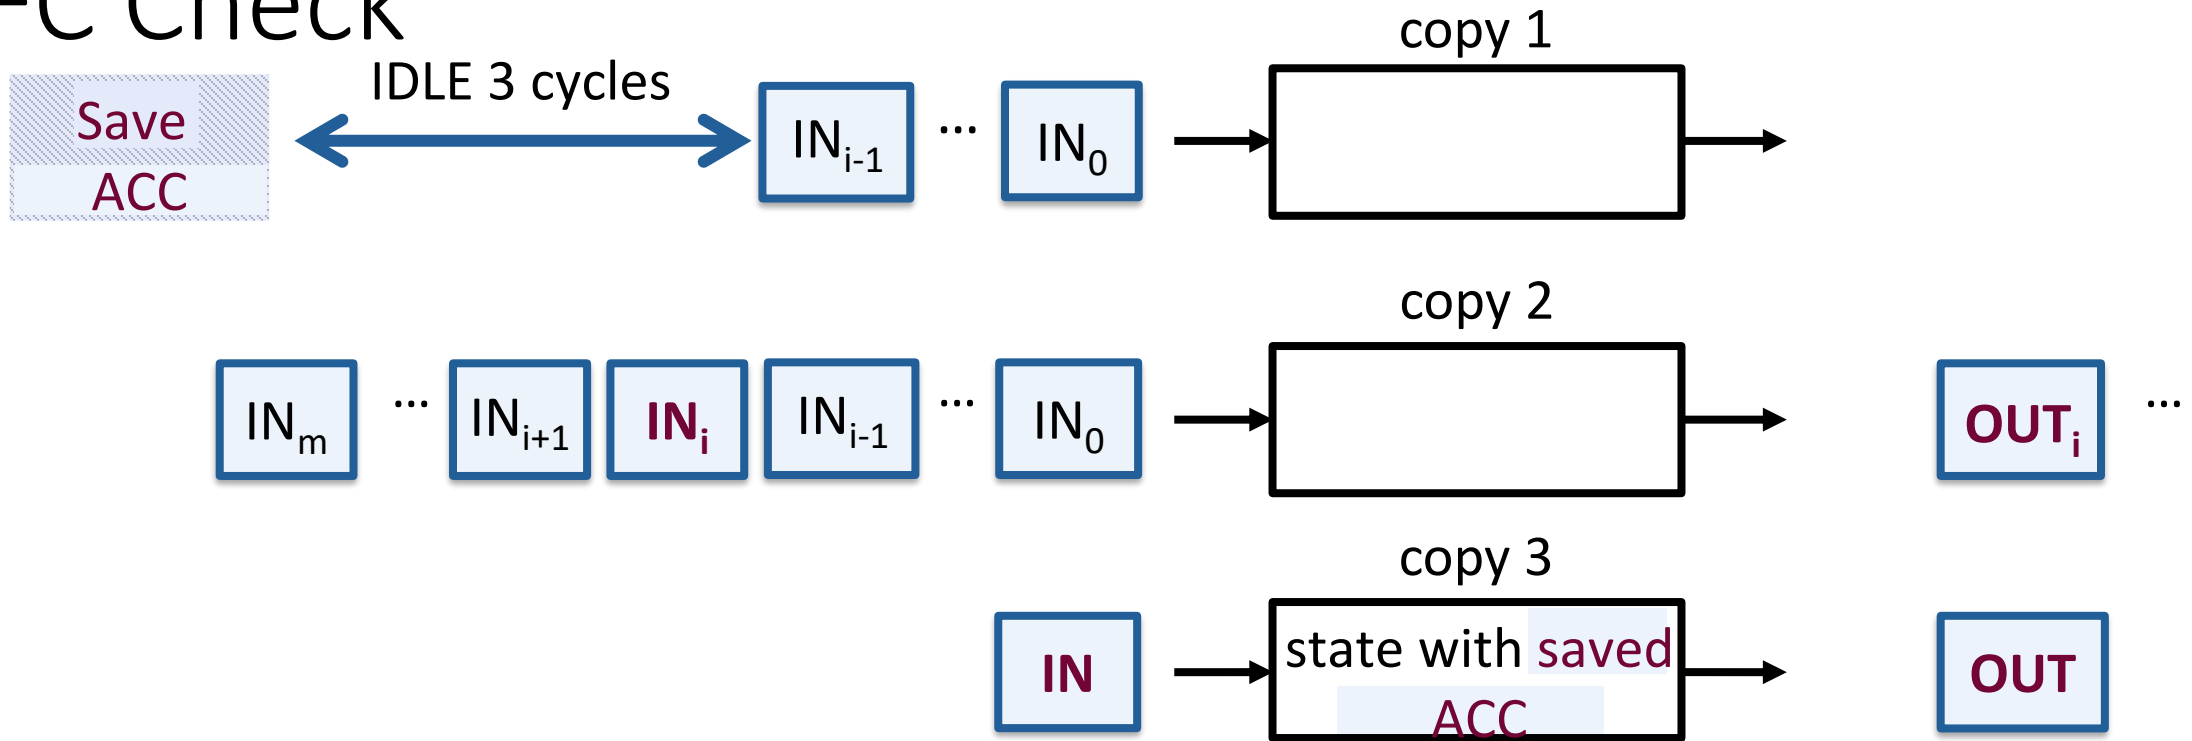 -C Check
copy 1
IDLE 3 cycles
Save
ACC
INi-1 ... IN0
copy 2
INm ... INi+1 INi INi-1 ... IN0 OUTi ...
copy 3
IN state with saved OUT
ACC